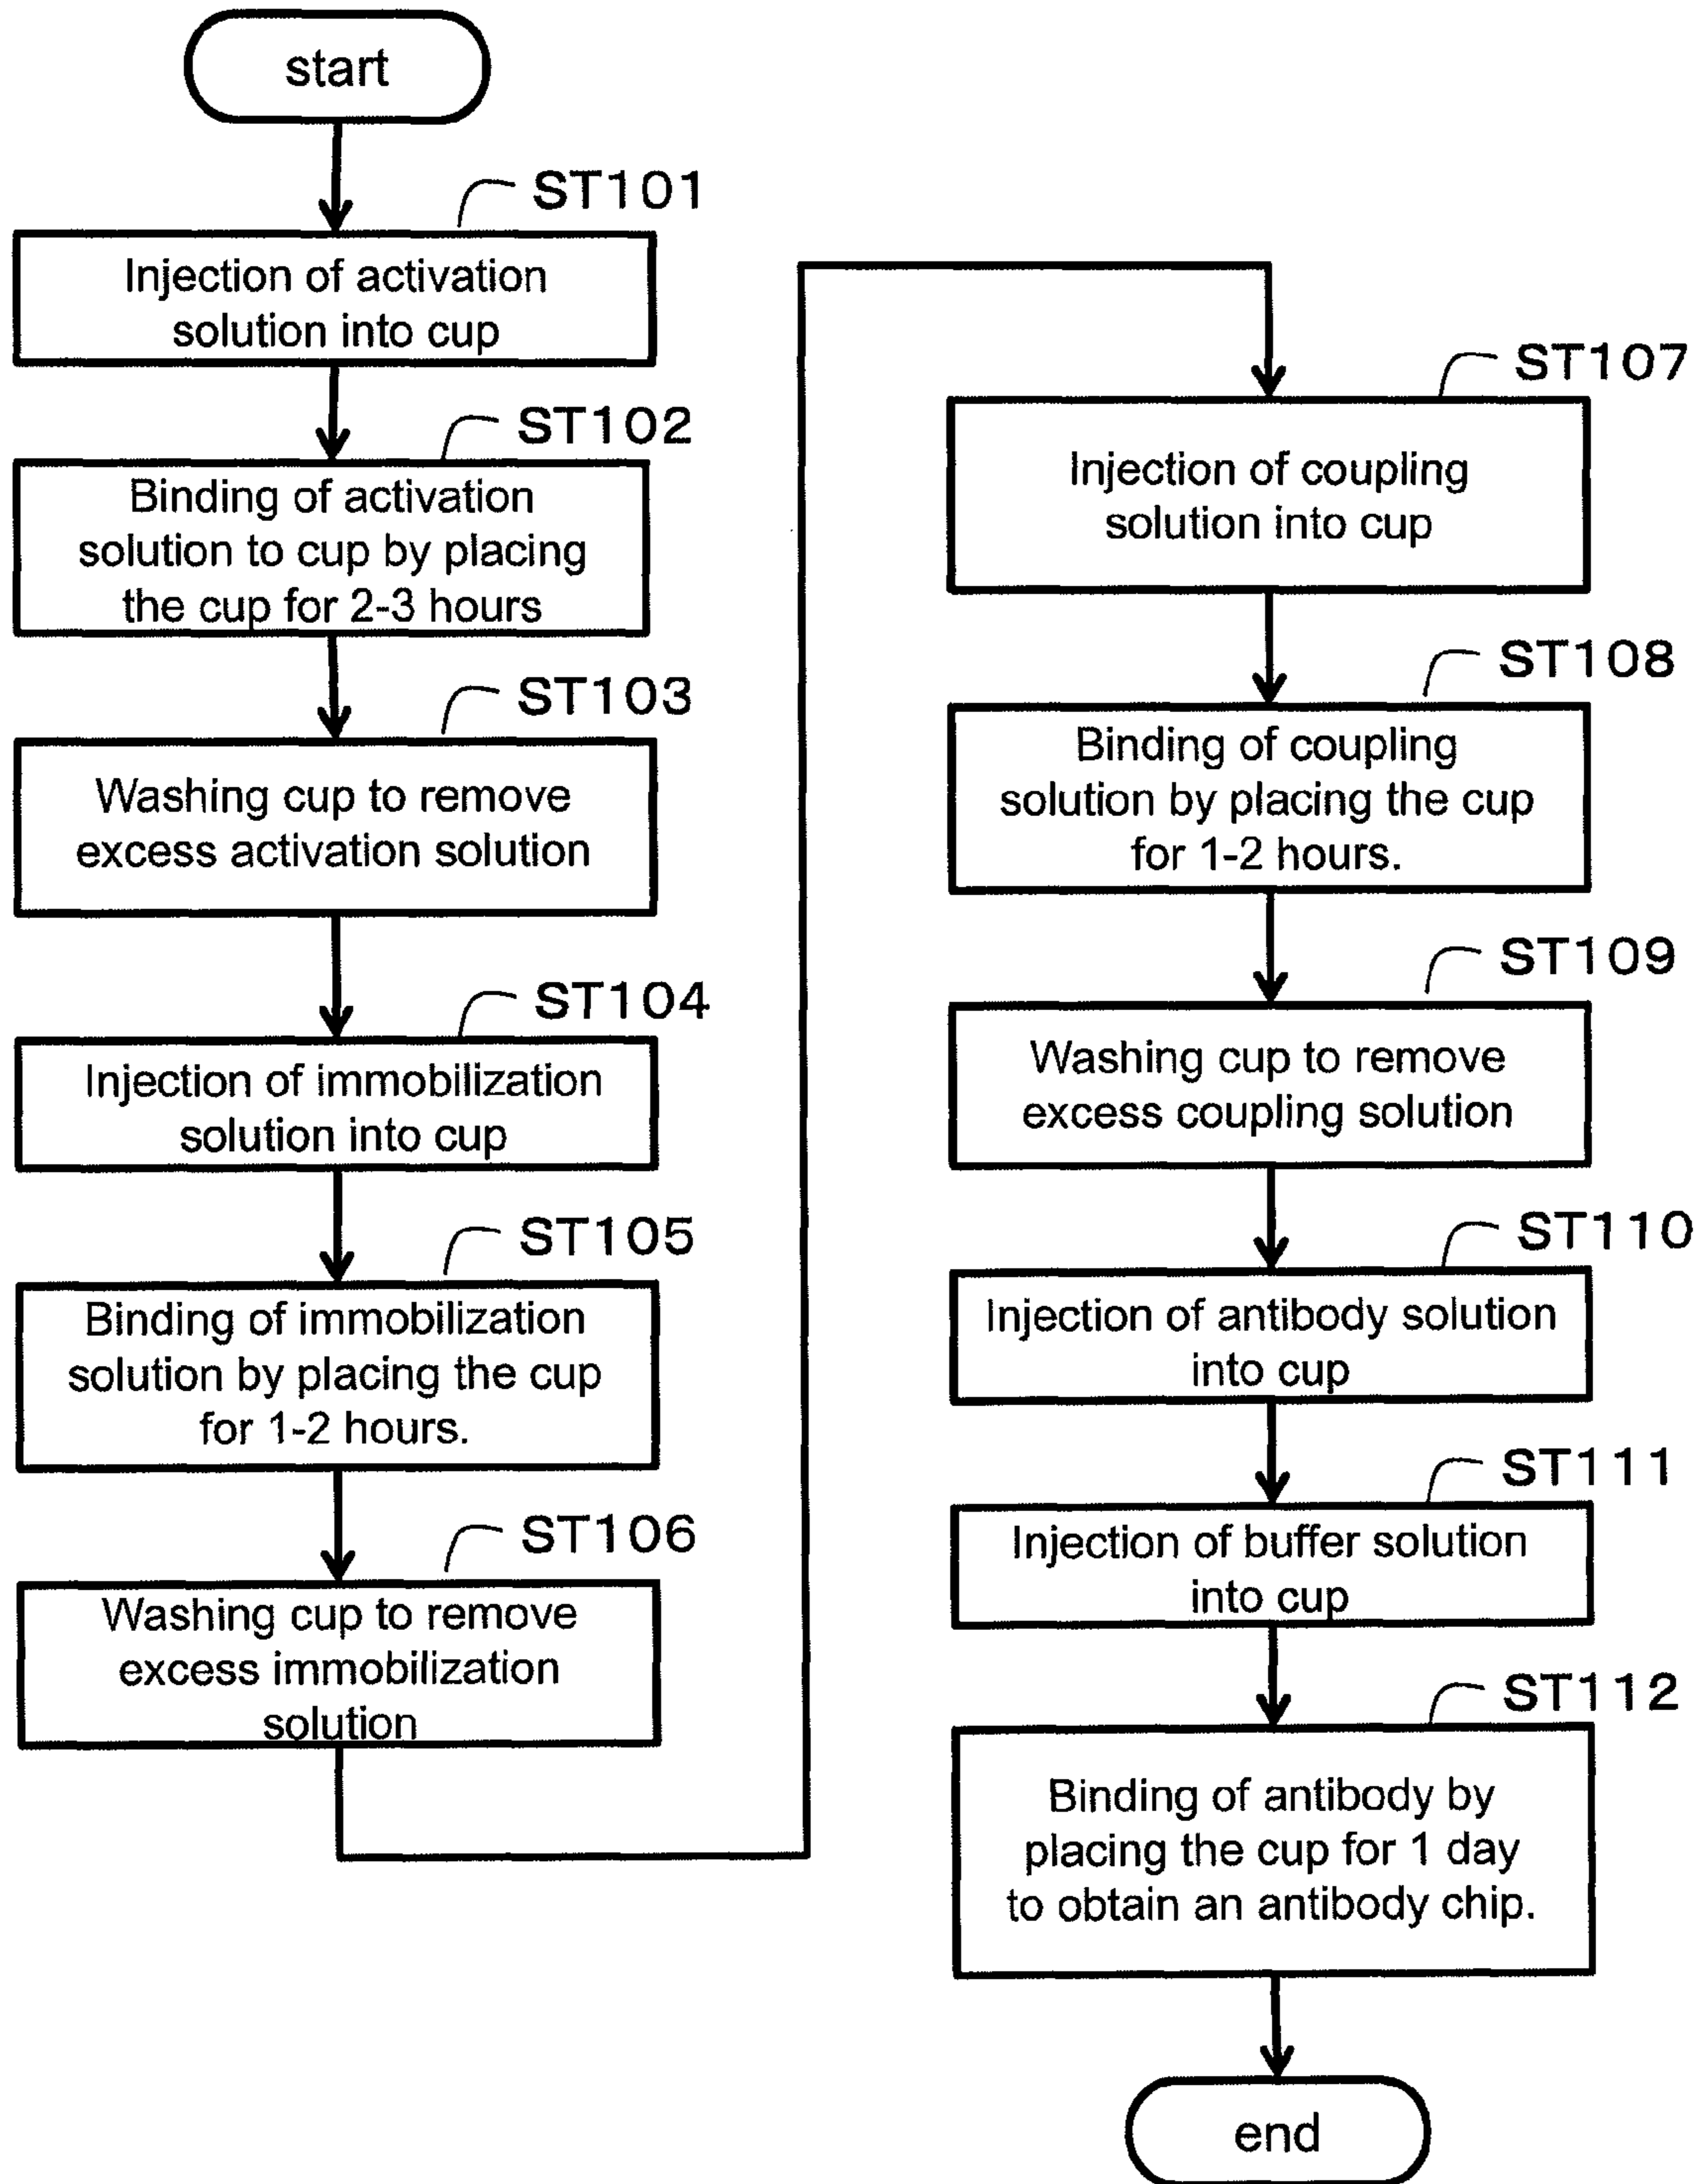 start
ST101
Injection of activation
solution into cup
ST102
Binding of activation
solution to cup by placing
the cup for 2-3 hours
ST103
Washing cup to remove
excess activation solution
ST104
Injection of immobilization
solution into cup
ST105
Binding of immobilization
solution by placing the cup
for 1-2 hours.
ST106
Washing cup to remove
excess immobilization
solution
ST107
Injection of coupling
solution into cup
ST108
Binding of coupling
solution by placing the cup
for 1-2 hours.
ST109
Washing cup to remove
excess coupling solution
ST110
Injection of antibody solution
into cup
ST111
Injection of buffer solution
into cup
ST112
Binding of antibody by
placing the cup for 1 day
to obtain an antibody chip.
end